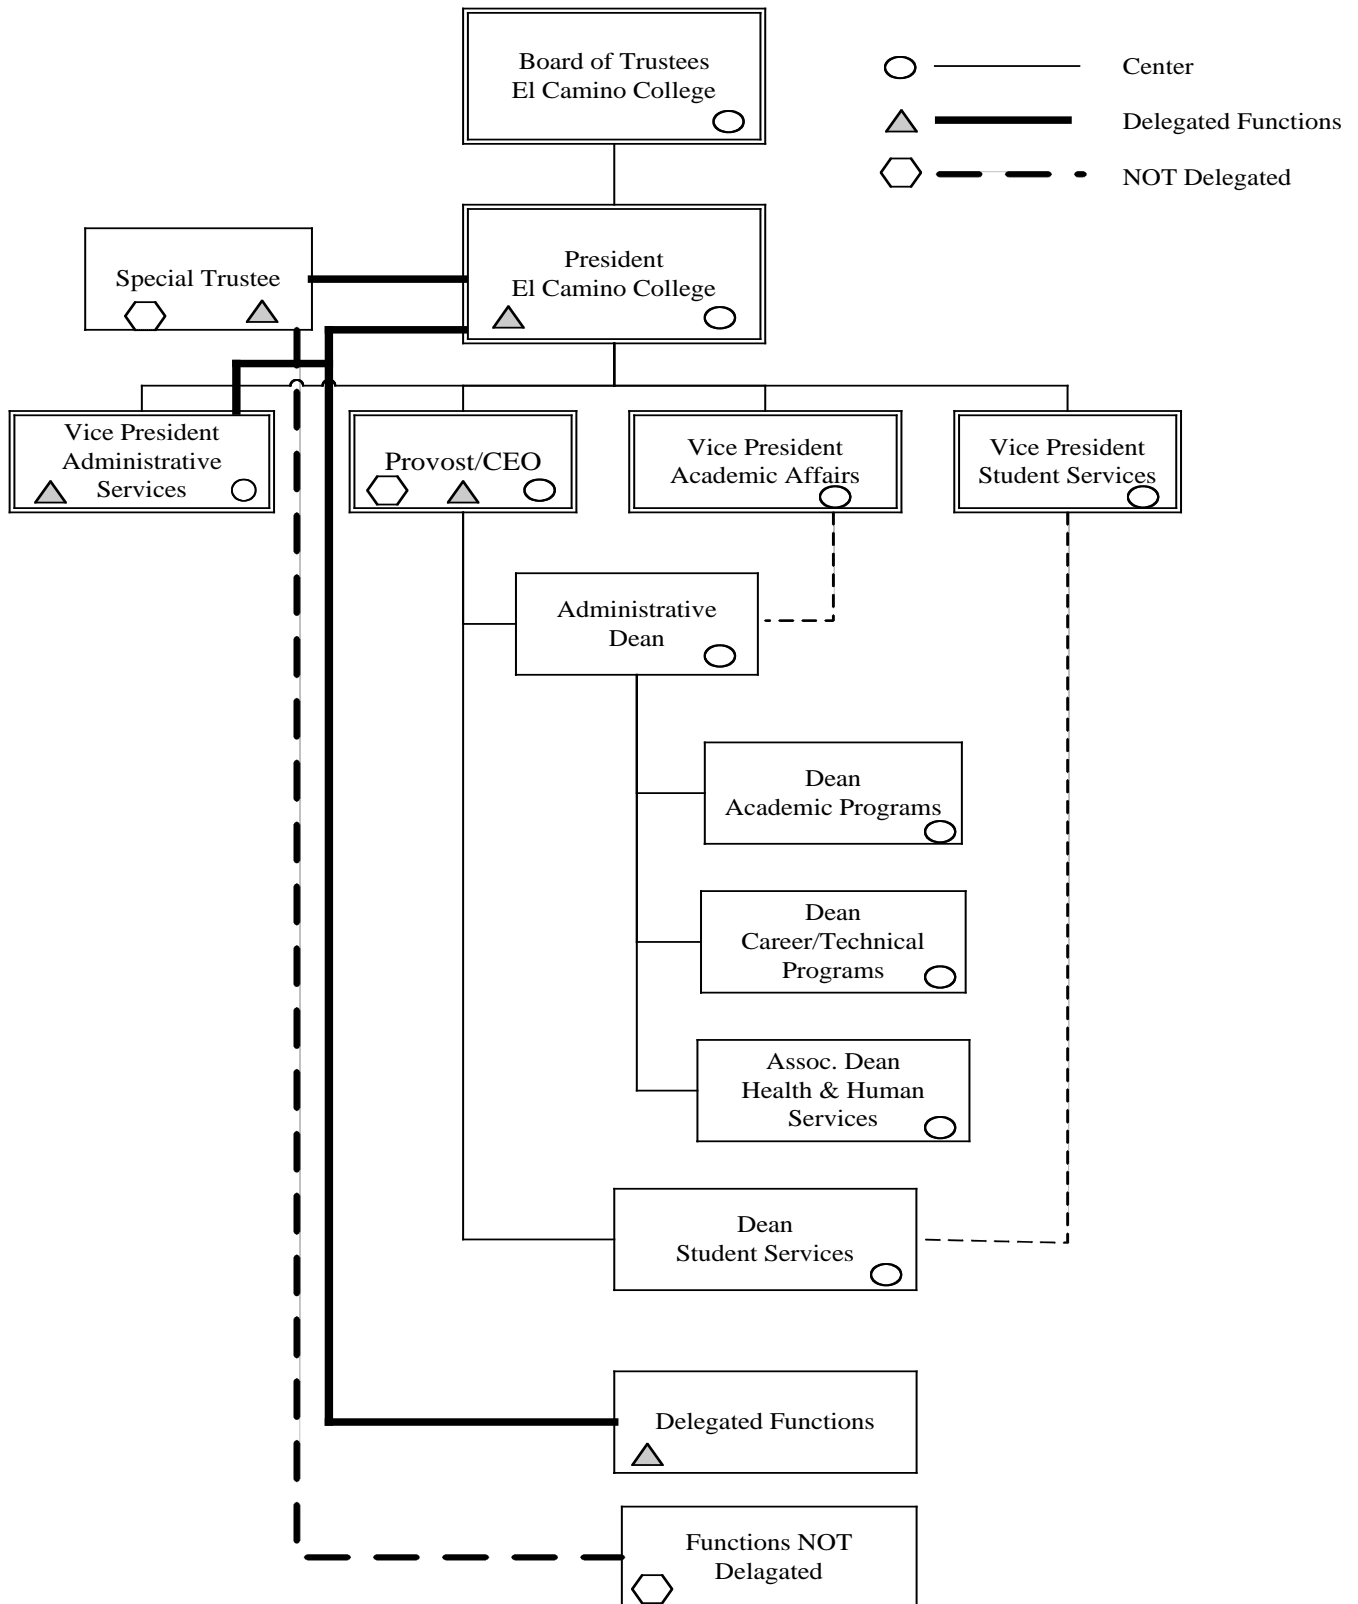 Board of Trustees
El Camino College
Center
Delegated Functions
NOT Delegated
President
El Camino College
Special Trustee
Vice President
Administrative
Services
Provost/CEO
Vice President
Academic Affairs
Vice President
Student Services
Administrative
Dean
Dean
Academic Programs
Dean
Career/Technical
Programs
Assoc. Dean
Health & Human
Services
Dean
Student Services
Delegated Functions
Functions NOT
Delagated